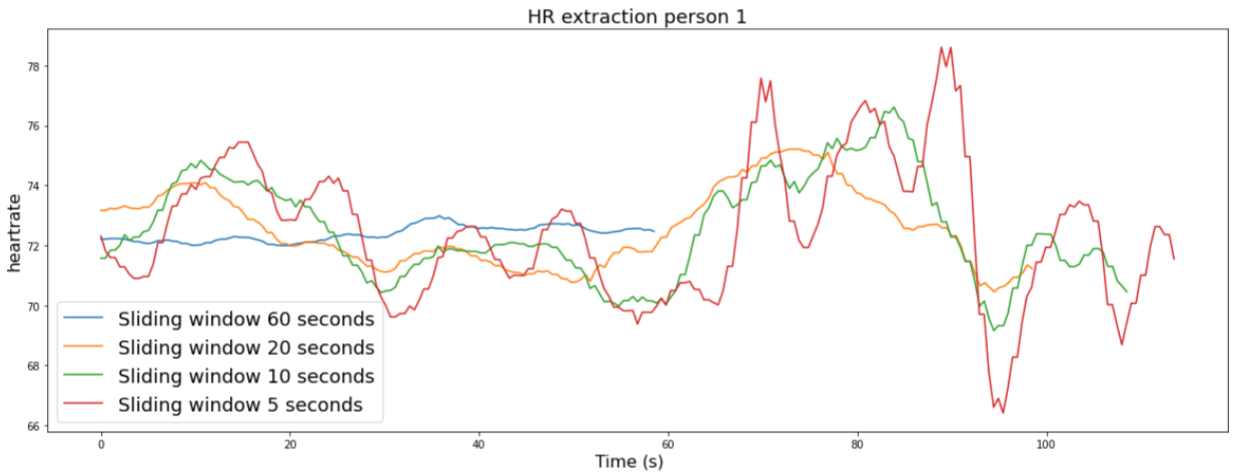 HR extraction person 1
heartrate
78
76
74
72
70
68
66
Sliding window 60 seconds
Sliding window 20 seconds
Sliding window 10 seconds
Sliding window 5 seconds
0 20 40 60 80 100
Time (s)